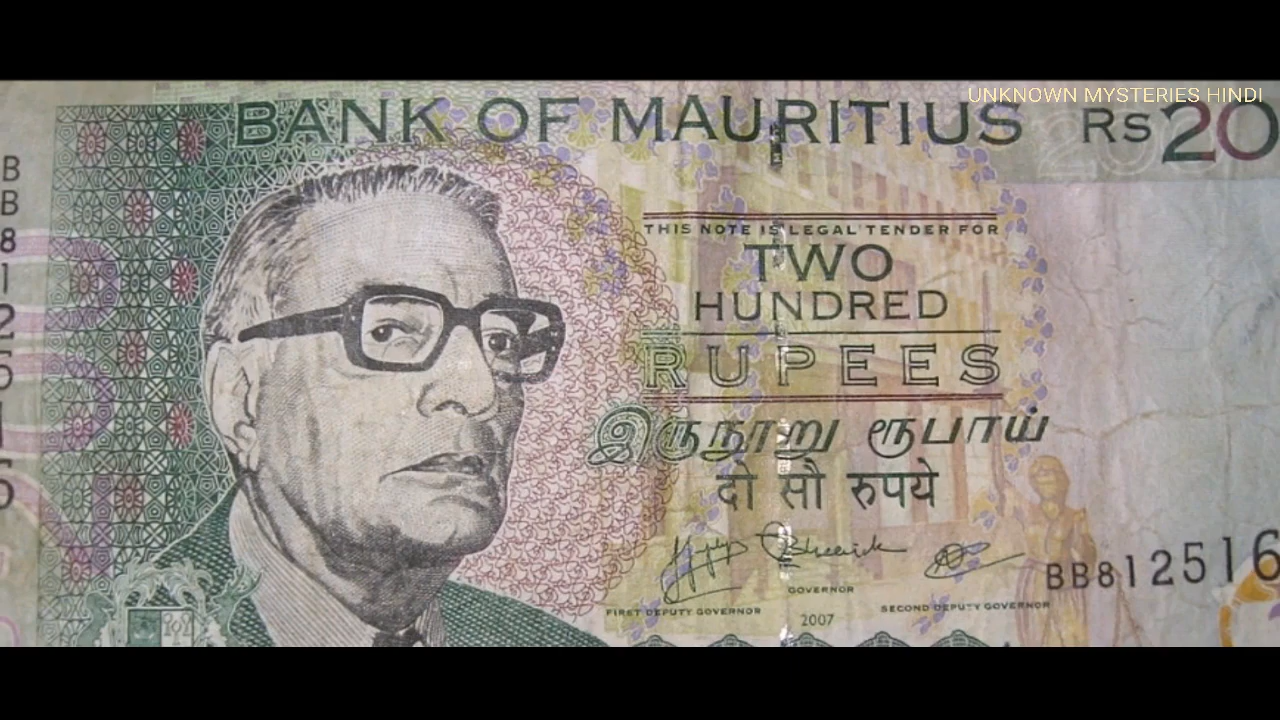 UNKNOWN MYSTERIES HINDI
BANK OF MAURITIUS Rs 20
THIS NOTE IS LEGAL TENDER FOR
TWO
HUNDRED
RUPEES
இருநூறு ரூபாய்
दो सौ रुपये
GOVERNOR
FIRST DEPUTY GOVERNOR
SECOND DEPUTY GOVERNOR
2007
BB812516